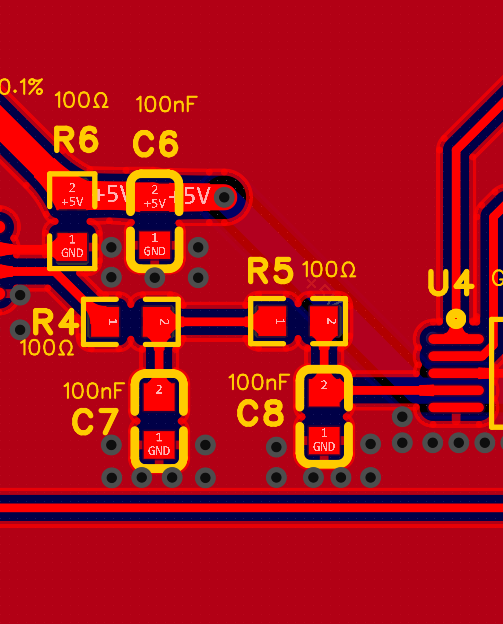 0.1%
100Ω
100nF
R6
C6
2
+5V
+5V
2
+5V
+5V
1
GND
1
GND
R5
100Ω
U4
G
R4
100Ω
1
2
1
2
100nF
C7
2
1
GND
100nF
C8
2
1
GND